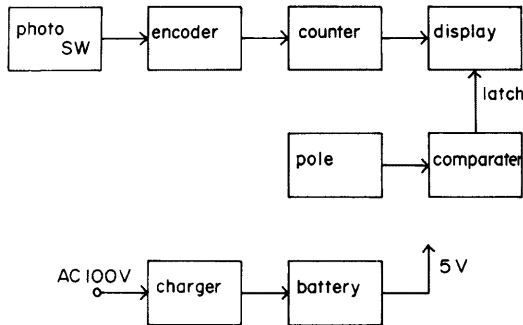 photo
SW
encoder
counter
display
latch
pole
comparater
AC 100V
charger
battery
5V